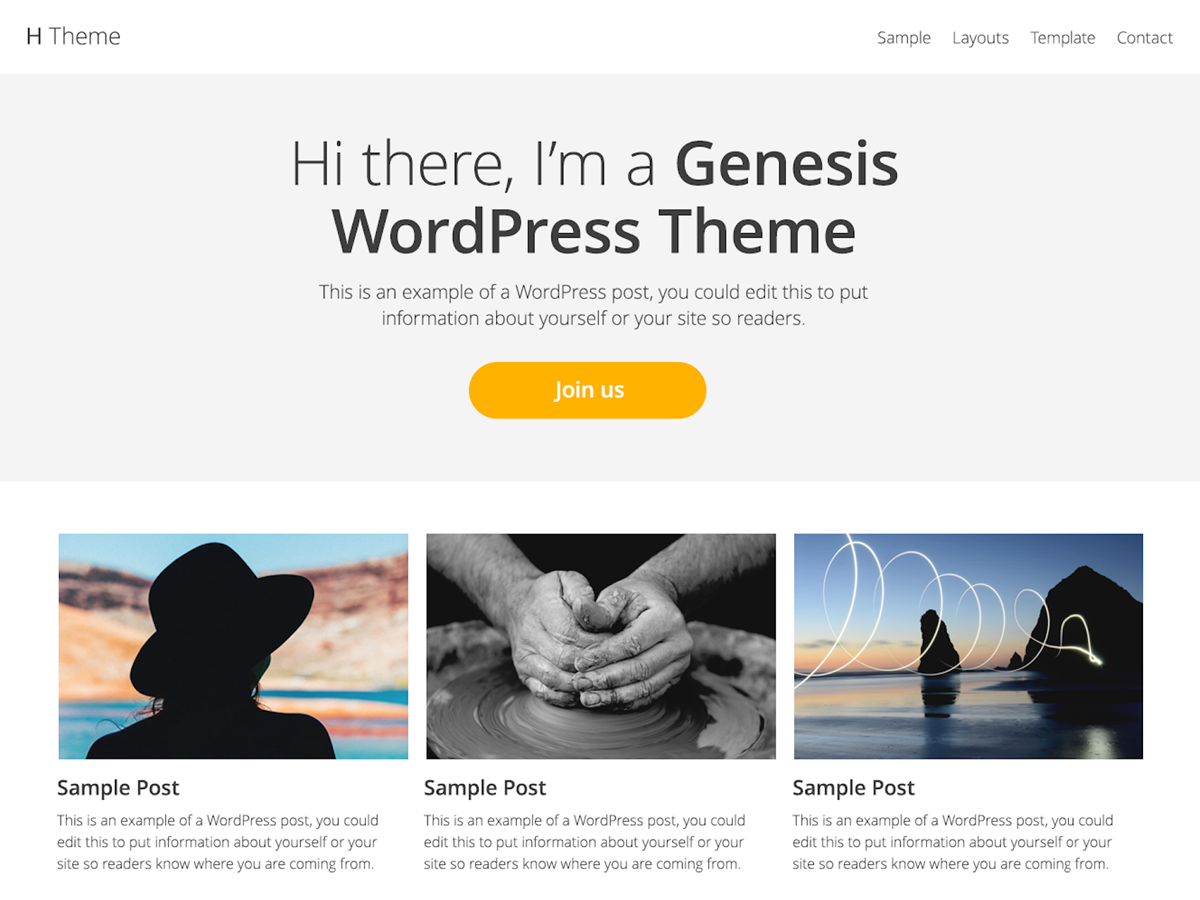 H Theme
Sample Layouts Template Contact
Hi there, I’m a Genesis
WordPress Theme
This is an example of a WordPress post, you could edit this to put
information about yourself or your site so readers.
Join us
Sample Post
This is an example of a WordPress post, you could
edit this to put information about yourself or your
site so readers know where you are coming from.
Sample Post
This is an example of a WordPress post, you could
edit this to put information about yourself or your
site so readers know where you are coming from.
Sample Post
This is an example of a WordPress post, you could
edit this to put information about yourself or your
site so readers know where you are coming from.